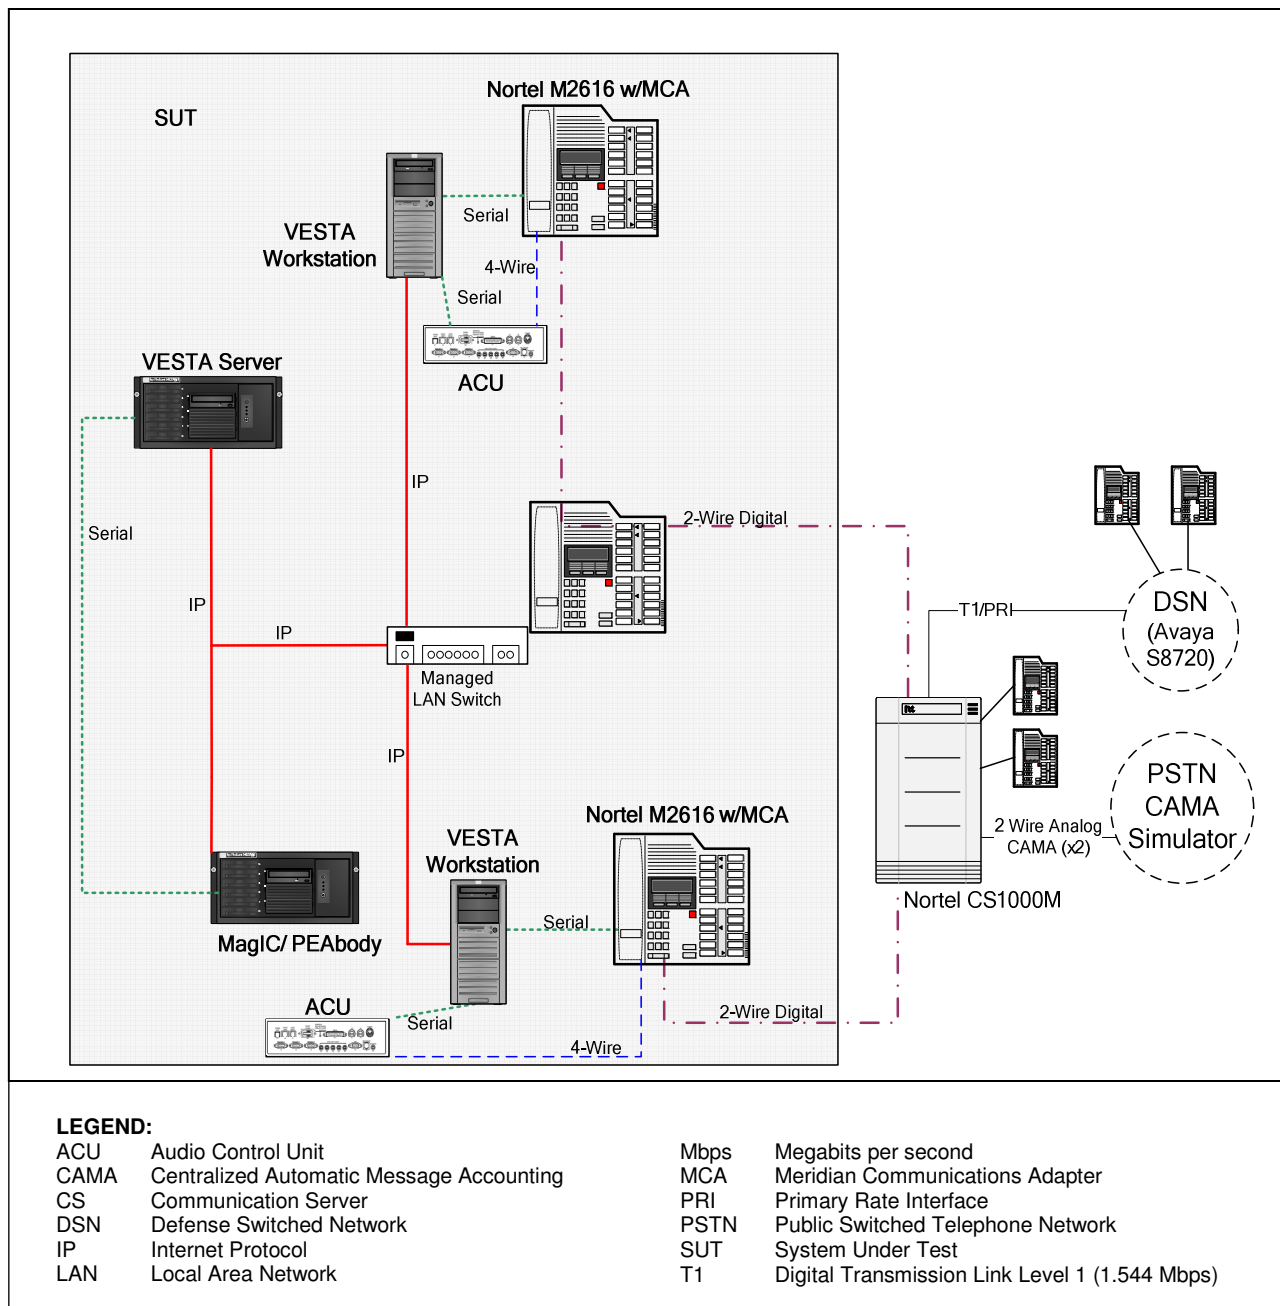 Nortel M2616 w/MCA
SUT
Serial
VESTA
Workstation
4-Wire
Serial
VESTA Server
ACU
IP
2-Wire Digital
Serial
IP
T1/PRI
DSN
(Avaya
S8720)
IP
Managed
LAN Switch
IP
PSTN
CAMA
Simulator
Nortel M2616 w/MCA
VESTA
Workstation
2 Wire Analog
CAMA (x2)
Nortel CS1000M
Serial
MagIC/ PEAbody
ACU
2-Wire Digital
Serial
4-Wire
LEGEND:
ACU Audio Control Unit
CAMA Centralized Automatic Message Accounting
CS Communication Server
DSN Defense Switched Network
IP Internet Protocol
LAN Local Area Network
Mbps Megabits per second
MCA Meridian Communications Adapter
PRI Primary Rate Interface
PSTN Public Switched Telephone Network
SUT System Under Test
T1 Digital Transmission Link Level 1 (1.544 Mbps)